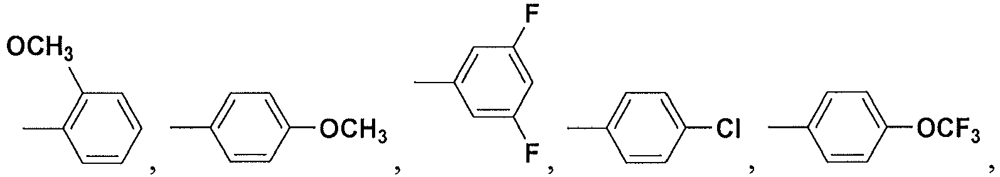 F
OCH₃
OCH₃ Cl OCF₃
F
, , , , ,